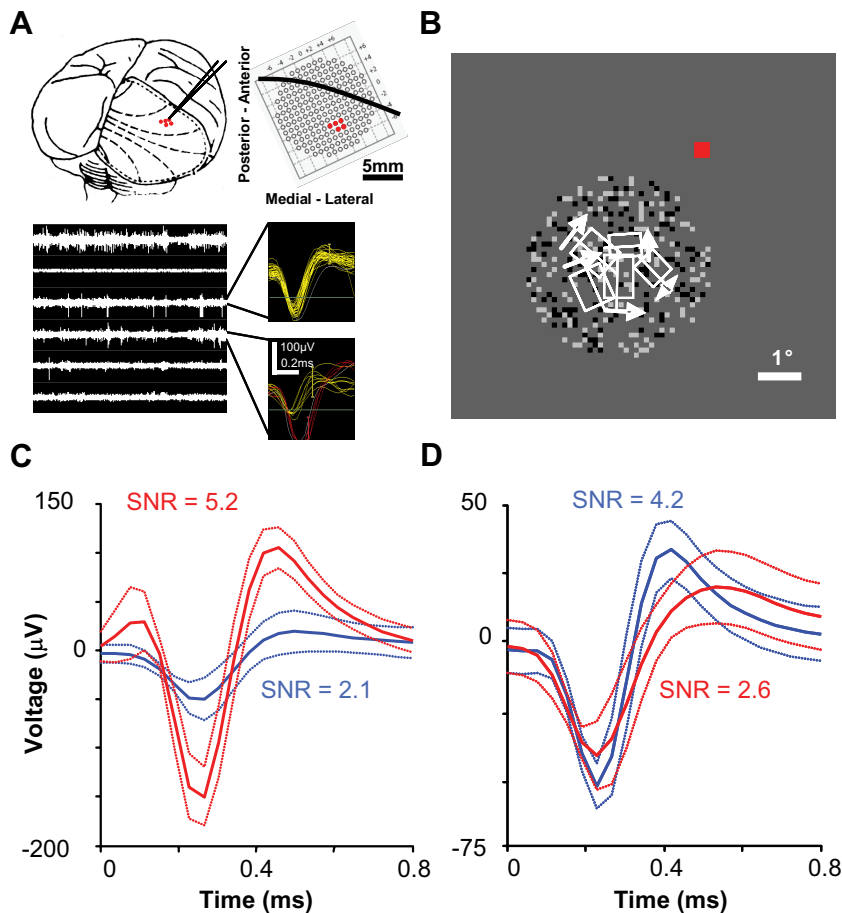 A
B
Posterior - Anterior
Medial - Lateral
5mm
100μV
0.2ms
1°
C
D
150
SNR = 5.2
0
SNR = 2.1
Voltage (μV)
-200
0
0.4
0.8
Time (ms)
50
SNR = 4.2
0
SNR = 2.6
-75
0
0.4
0.8
Time (ms)